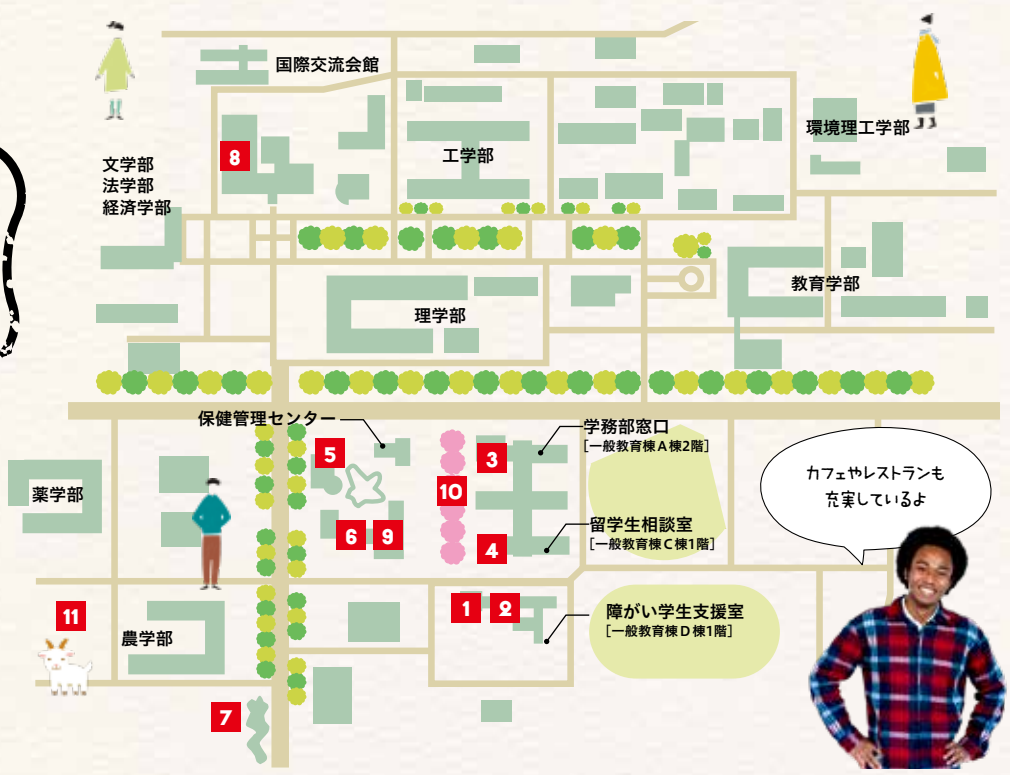 国際交流会館
環境理工学部
工学部
8
文学部
法学部
経済学部
教育学部
理学部
保健管理センター
学務部窓口
[一般教育棟A棟2階]
5
3
カフェやレストランも
充実しているよ
薬学部
10
留学生相談室
[一般教育棟C棟1階]
6
9
4
11
1
2
障がい学生支援室
[一般教育棟D棟1階]
農学部
7